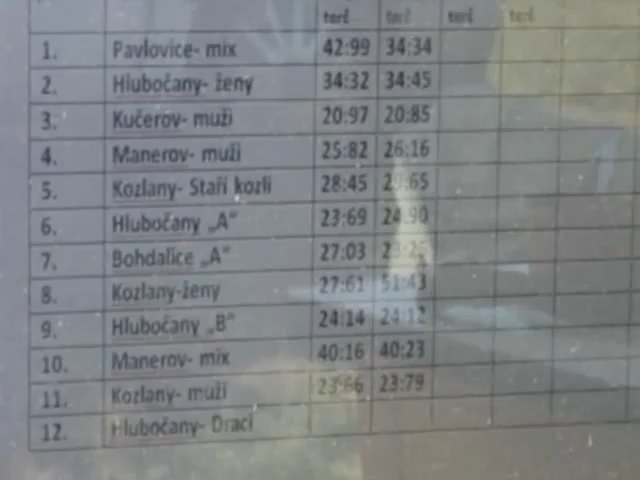 terč terč terč terč
1. Pavlovice- mix 42:99 34:34
2. Hlubočany- ženy 34:32 34:45
3. Kučerov- muži 20:97 20:85
4. Manerov- muži 25:82 26:16
5. Kozlany- Staří kozli 28:45
6. Hlubočany „A" 23:69 24:90
7. Bohdalice „A" 27:03
8. Kozlany-ženy 27:61 51:43
9. Hlubočany „B" 24:14 24:12
10. Manerov- mix 40:16 40:23
11. Kozlany- muži 23:66 23:79
12. Hlubočany- Draci